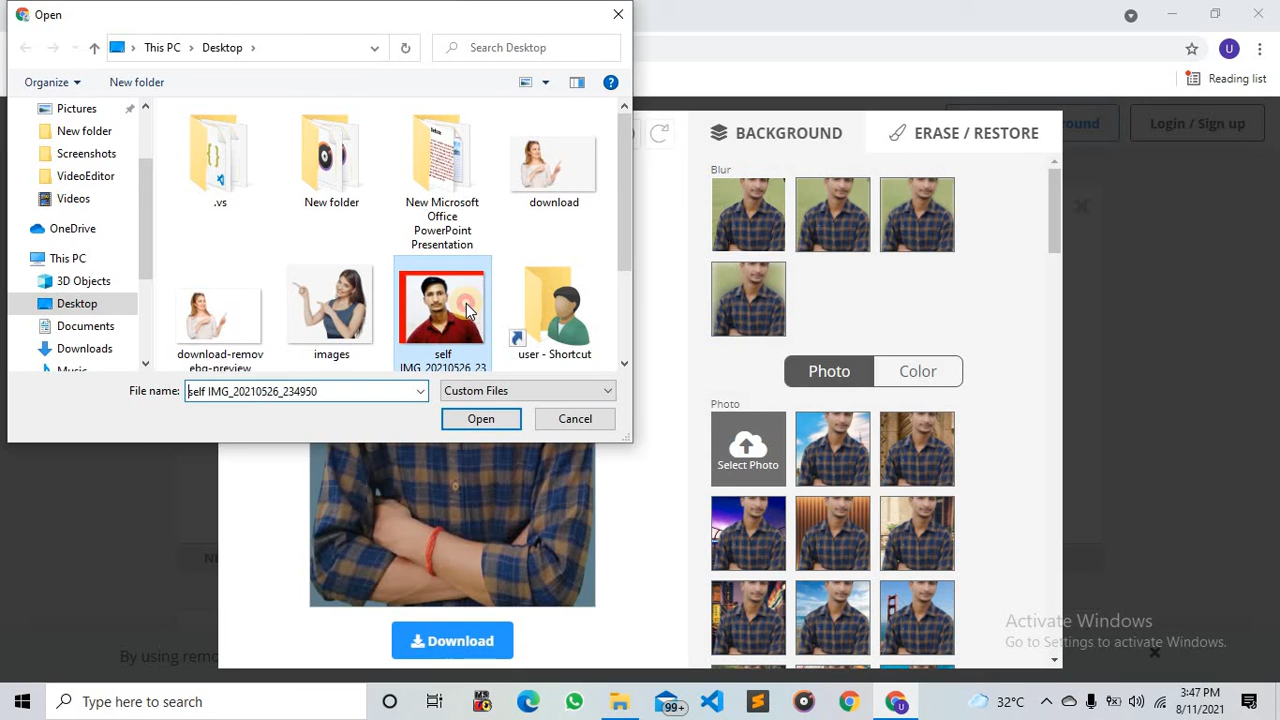 Open
This PC
Desktop
Search Desktop
Organize
New folder
Pictures
New folder
Screenshots
VideoEditor
Videos
OneDrive
This PC
3D Objects
Desktop
Documents
Downloads
.vs
New folder
New Microsoft
Office
PowerPoint
Presentation
download
download-remov
ebg-preview
images
self
IMG_20210526_23
user - Shortcut
File name:
self IMG_20210526_234950
Custom Files
Open
Cancel
U
Reading list
Login / Sign up
BACKGROUND
ERASE / RESTORE
Blur
Photo
Color
Photo
Select Photo
Download
By using remo
Activate Windows
Go to Settings to activate Windows.
Type here to search
99+
U
32°C
3:47 PM
8/11/2021